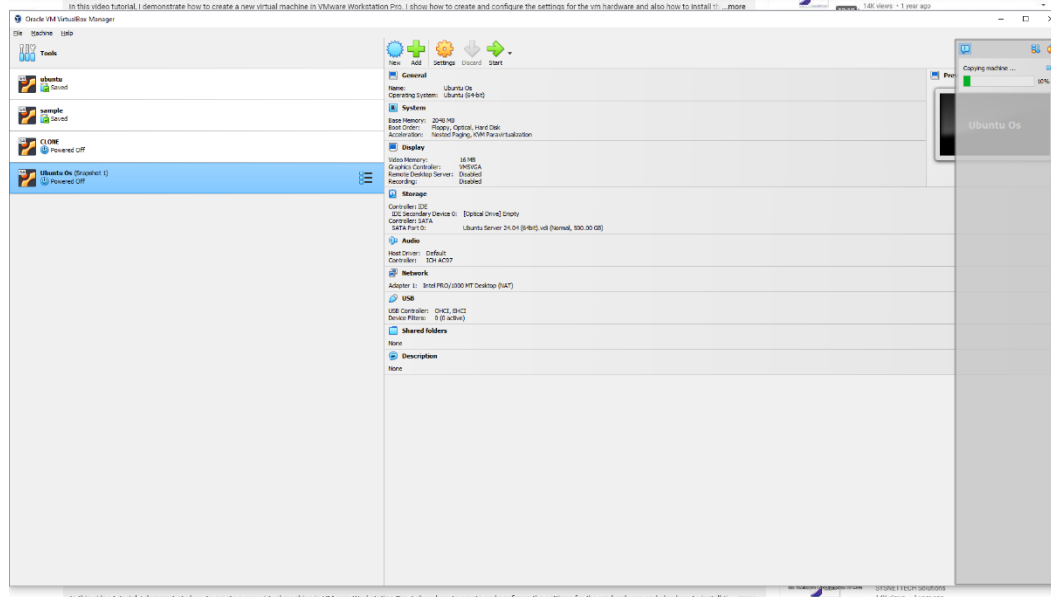 In this video tutorial, I demonstrate how to create a new virtual machine in VMware Workstation Pro. I show how to create and configure the settings for the vm hardware and also how to install th ...more
14K views • 1 year ago
Oracle VM VirtualBox Manager
File Machine Help
Tools
ubuntu
Saved
sample
Saved
CLONE
Powered Off
Ubuntu Os (Snapshot 1)
Powered Off
New Add Settings Discard Start
General
Name: Ubuntu Os
Operating System: Ubuntu (64-bit)
System
Base Memory: 2048 MB
Boot Order: Floppy, Optical, Hard Disk
Acceleration: Nested Paging, KVM Paravirtualization
Display
Video Memory: 16 MB
Graphics Controller: VMSVGA
Remote Desktop Server: Disabled
Recording: Disabled
Storage
Controller: IDE
IDE Secondary Device 0: [Optical Drive] Empty
Controller: SATA
SATA Port 0: Ubuntu Server 24.04 (64bit).vdi (Normal, 500.00 GB)
Audio
Host Driver: Default
Controller: ICH AC97
Network
Adapter 1: Intel PRO/1000 MT Desktop (NAT)
USB
USB Controller: OHCI, EHCI
Device Filters: 0 (0 active)
Shared folders
None
Description
None
Pre
Copying machine ...
10%
Ubuntu Os